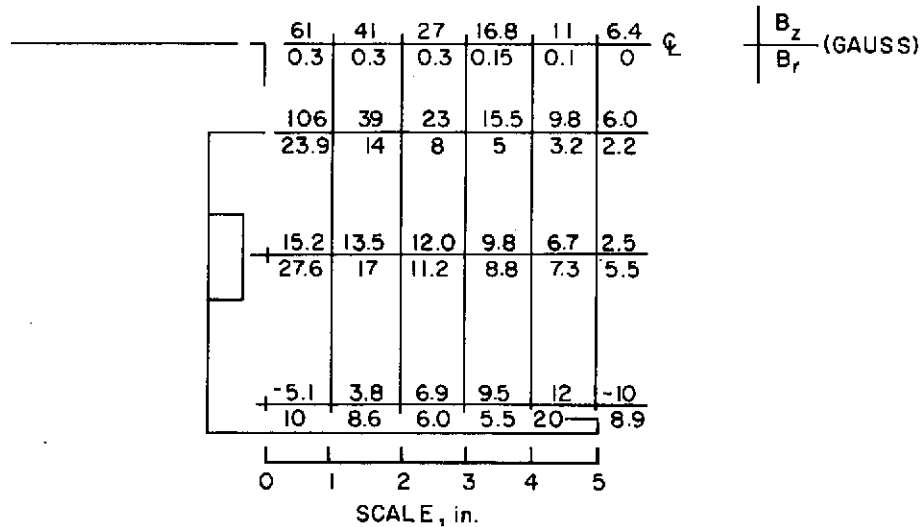 61 41 27 16.8 11 6.4 ℄ B_z (GAUSS)
0.3 0.3 0.3 0.15 0.1 0 B_r
106 39 23 15.5 9.8 6.0
23.9 14 8 5 3.2 2.2
15.2 13.5 12.0 9.8 6.7 2.5
27.6 17 11.2 8.8 7.3 5.5
-5.1 3.8 6.9 9.5 12 -10
10 8.6 6.0 5.5 20 8.9
0 1 2 3 4 5
SCALE, in.